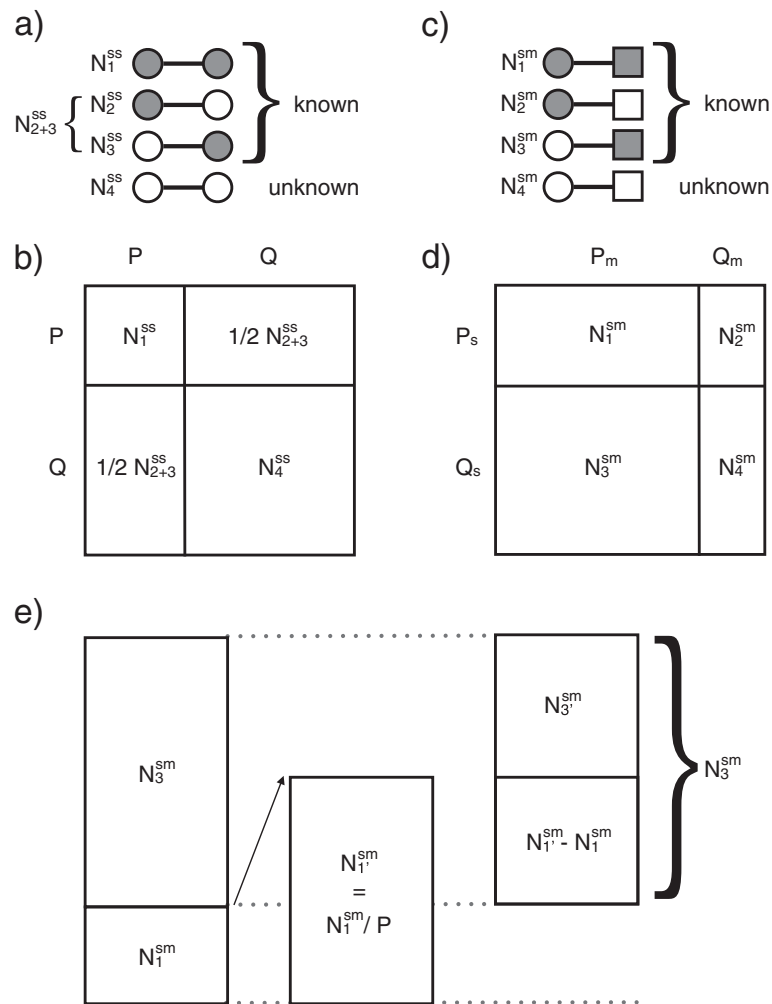 a)
N₁ˢˢ
N₂ˢˢ
N₂₊₃ˢˢ
N₃ˢˢ
N₄ˢˢ
known
unknown
c)
N₁ˢᵐ
N₂ˢᵐ
N₃ˢᵐ
N₄ˢᵐ
known
unknown
b)
P Q
P N₁ˢˢ 1/2 N₂₊₃ˢˢ
Q 1/2 N₂₊₃ˢˢ N₄ˢˢ
d)
Pₘ Qₘ
Pₛ N₁ˢᵐ N₂ˢᵐ
Qₛ N₃ˢᵐ N₄ˢᵐ
e)
N₃ˢᵐ
N₁ˢᵐ
N₁'ˢᵐ
=
N₁ˢᵐ/ P
N₃'ˢᵐ
N₁'ˢᵐ - N₁ˢᵐ
N₃ˢᵐ